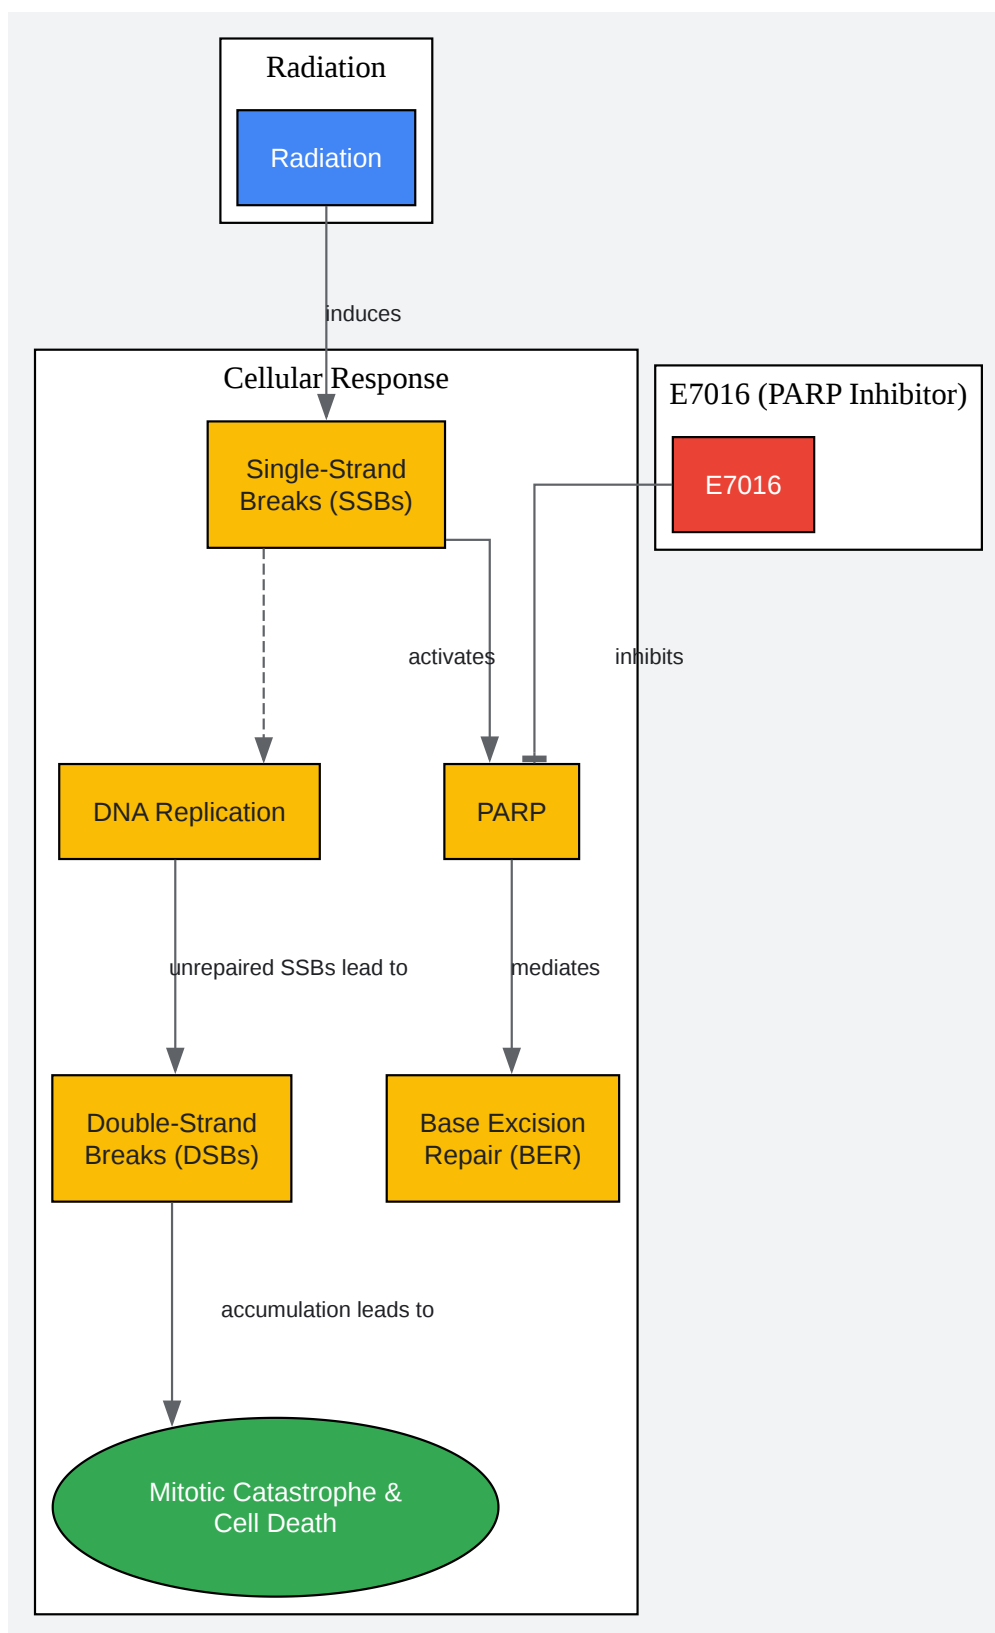 Radiation
Radiation
induces
Cellular Response
E7016 (PARP Inhibitor)
Single-Strand
Breaks (SSBs)
E7016
activates
inhibits
DNA Replication
PARP
unrepaired SSBs lead to
mediates
Double-Strand
Breaks (DSBs)
Base Excision
Repair (BER)
accumulation leads to
Mitotic Catastrophe &
Cell Death